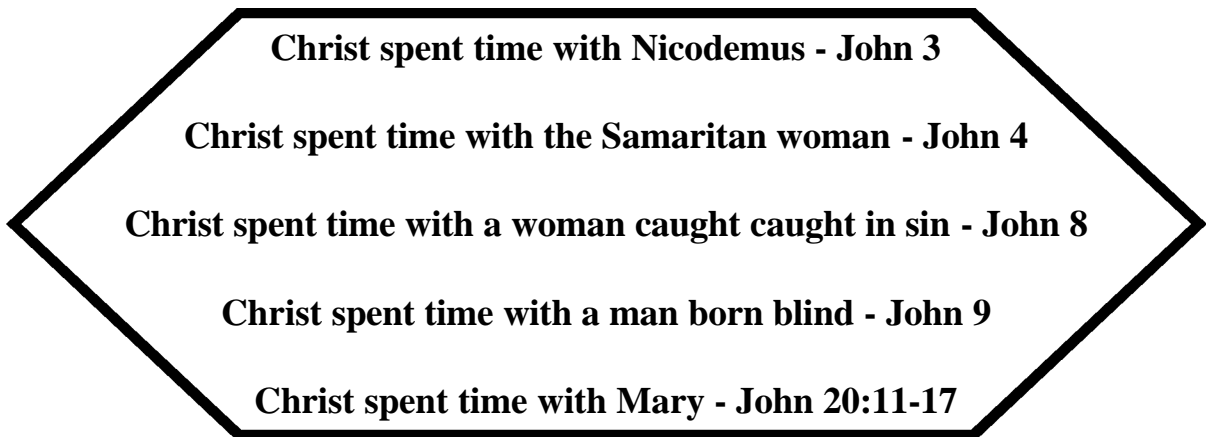 Christ spent time with Nicodemus - John 3
Christ spent time with the Samaritan woman - John 4
Christ spent time with a woman caught caught in sin - John 8
Christ spent time with a man born blind - John 9
Christ spent time with Mary - John 20:11-17